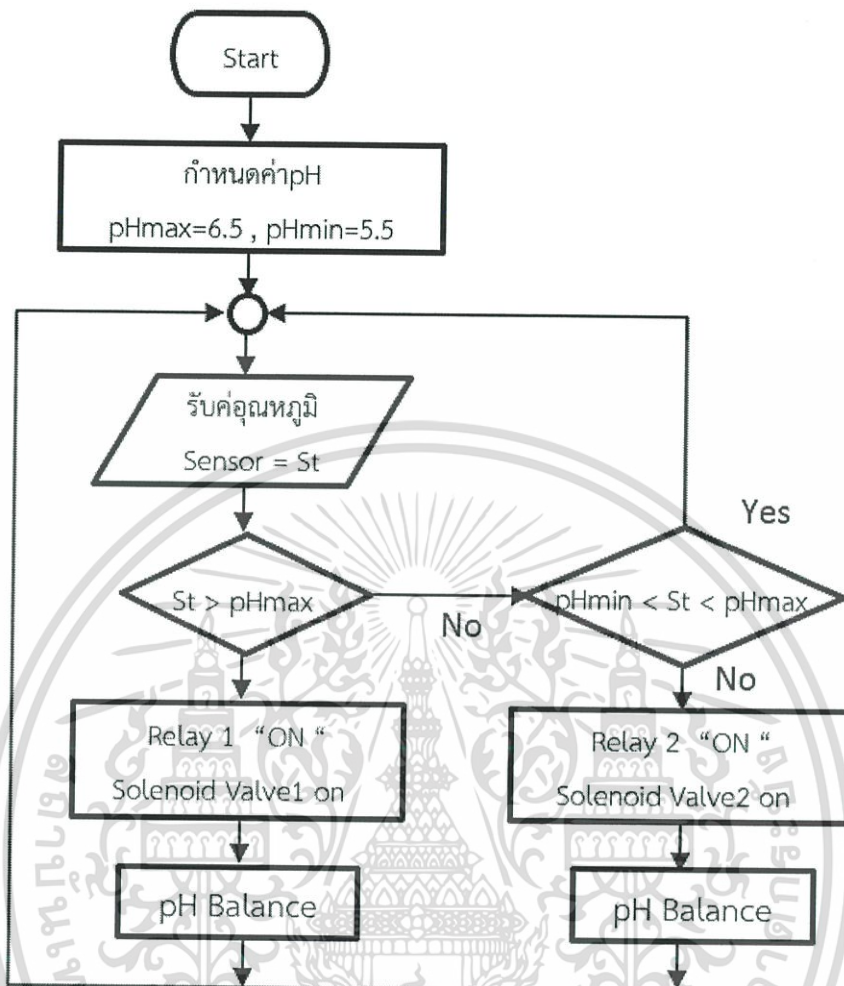 Start
กำหนดค่าpH
pHmax=6.5 , pHmin=5.5
รับค่อุณหภูมิ
Sensor = St
Yes
St > pHmax
pHmin < St < pHmax
No
No
Relay 1 “ON “
Solenoid Valve1 on
Relay 2 “ON “
Solenoid Valve2 on
pH Balance
pH Balance